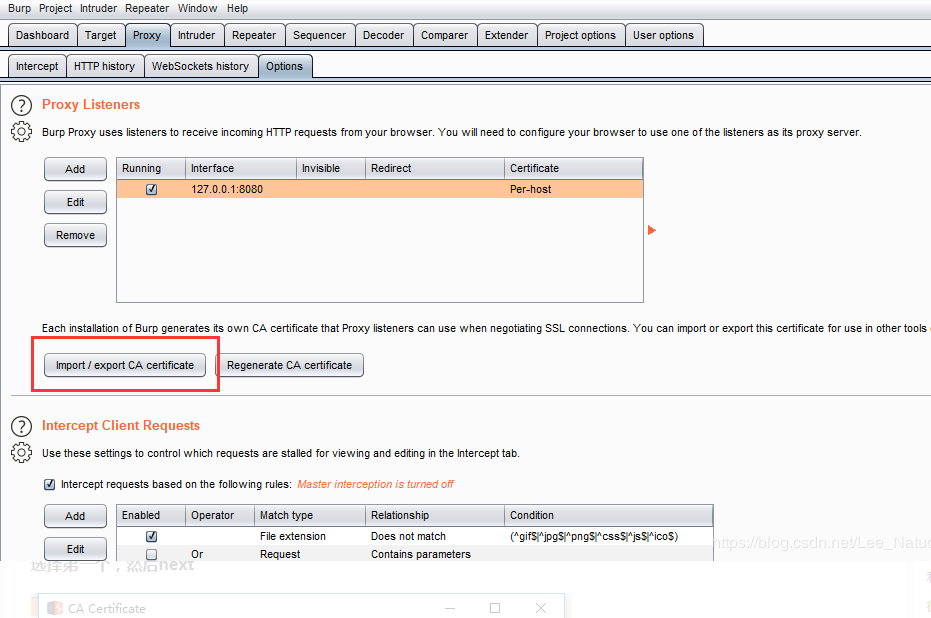 Burp Project Intruder Repeater Window Help
Dashboard Target Proxy Intruder Repeater Sequencer Decoder Comparer Extender Project options User options
Intercept HTTP history WebSockets history Options
? Proxy Listeners
Burp Proxy uses listeners to receive incoming HTTP requests from your browser. You will need to configure your browser to use one of the listeners as its proxy server.
Add Running Interface Invisible Redirect Certificate
127.0.0.1:8080 Per-host
Edit
Remove
Each installation of Burp generates its own CA certificate that Proxy listeners can use when negotiating SSL connections. You can import or export this certificate for use in other tools
Import / export CA certificate Regenerate CA certificate
? Intercept Client Requests
Use these settings to control which requests are stalled for viewing and editing in the Intercept tab.
Intercept requests based on the following rules: Master interception is turned off
Add Enabled Operator Match type Relationship Condition
File extension Does not match (^gif$|^jpg$|^png$|^css$|^js$|^ico$)
Edit Or Request Contains parameters
https://blog.csdn.net/Lee_Natuo
选择第一个，然后next
CA Certificate